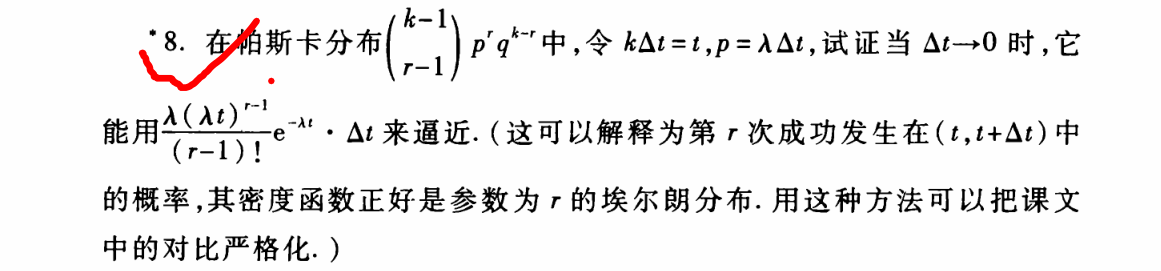 *8. 在帕斯卡分布$\binom{k-1}{r-1}p^{r}q^{k-r}$中,令 $k\Delta t=t,p=\lambda\Delta t$,试证当 $\Delta t\to 0$ 时,它
能用$\frac{\lambda(\lambda t)^{r-1}}{(r-1)!}\mathrm{e}^{-\lambda t}\cdot\Delta t$ 来逼近.(这可以解释为第 $r$ 次成功发生在$(t,t+\Delta t)$中
的概率,其密度函数正好是参数为 $r$ 的埃尔朗分布.用这种方法可以把课文
中的对比严格化.)